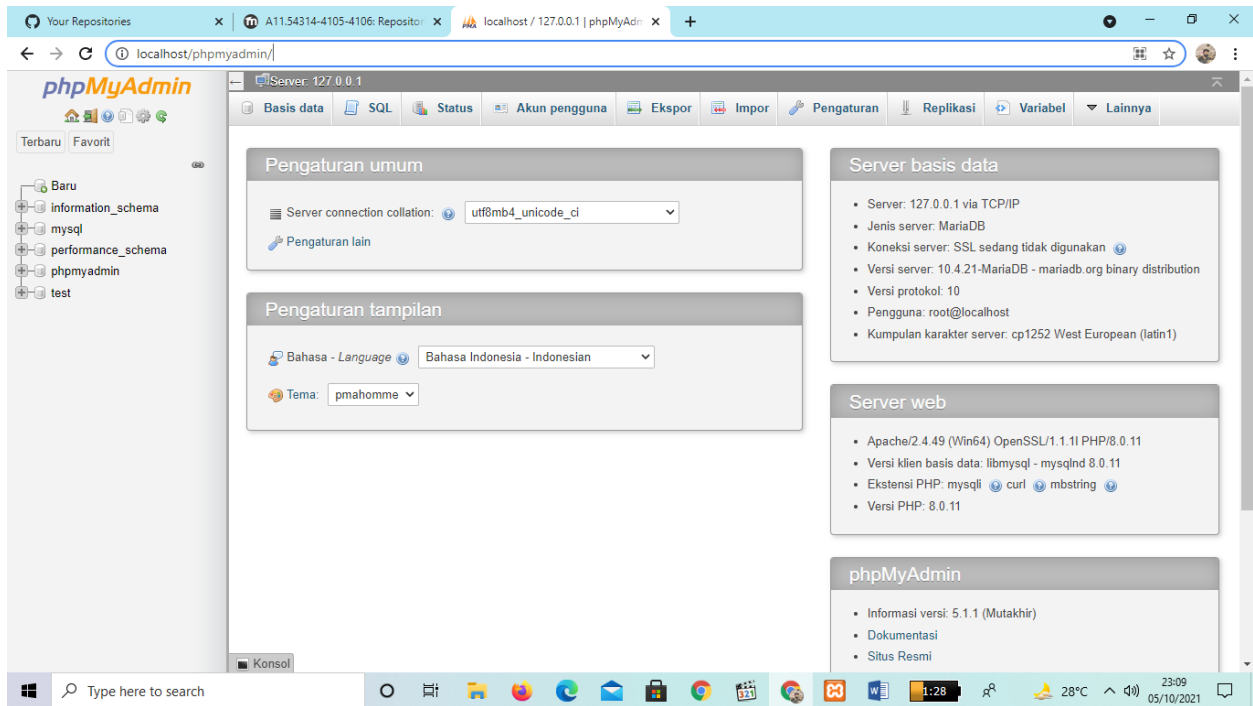 Your Repositories
A11.54314-4105-4106: Repositor
localhost / 127.0.0.1 | phpMyAdm
localhost/phpmyadmin/
phpMyAdmin
Terbaru Favorit
Baru
information_schema
mysql
performance_schema
phpmyadmin
test
Server: 127.0.0.1
Basis data SQL Status Akun pengguna Ekspor Impor Pengaturan Replikasi Variabel Lainnya
Pengaturan umum
Server connection collation: utf8mb4_unicode_ci
Pengaturan lain
Pengaturan tampilan
Bahasa - Language Bahasa Indonesia - Indonesian
Tema: pmahomme
Server basis data
Server: 127.0.0.1 via TCP/IP
Jenis server: MariaDB
Koneksi server: SSL sedang tidak digunakan
Versi server: 10.4.21-MariaDB - mariadb.org binary distribution
Versi protokol: 10
Pengguna: root@localhost
Kumpulan karakter server: cp1252 West European (latin1)
Server web
Apache/2.4.49 (Win64) OpenSSL/1.1.1l PHP/8.0.11
Versi klien basis data: libmysql - mysqlnd 8.0.11
Ekstensi PHP: mysqli curl mbstring
Versi PHP: 8.0.11
phpMyAdmin
Informasi versi: 5.1.1 (Mutakhir)
Dokumentasi
Situs Resmi
Konsol
Type here to search
1:28
28°C
23:09
05/10/2021